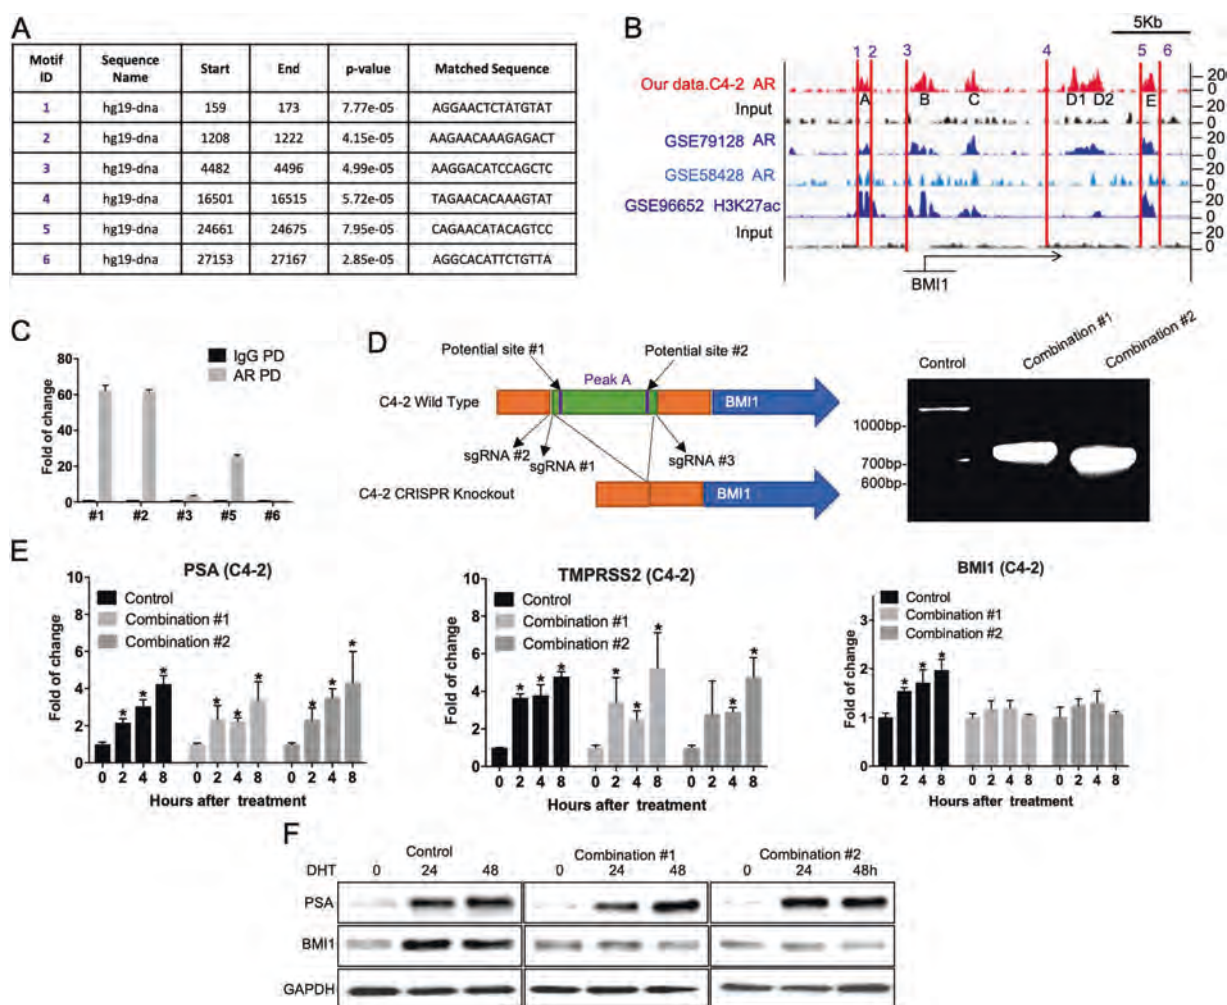 A
Motif ID Sequence Name Start End p-value Matched Sequence
1 hg19-dna 159 173 7.77e-05 AGGAACTCTATGTAT
2 hg19-dna 1208 1222 4.15e-05 AAGAACAAAGAGACT
3 hg19-dna 4482 4496 4.99e-05 AAGGACATCCAGCTC
4 hg19-dna 16501 16515 5.72e-05 TAGAACACAAAGTAT
5 hg19-dna 24661 24675 7.95e-05 CAGAACATACAGTCC
6 hg19-dna 27153 27167 2.85e-05 AGGCACATTCTGTTA
B
5Kb
1 2 3 4 5 6
Our data.C4-2 AR 20 0
A B C D1 D2 E
Input 20 0
GSE79128 AR 20 0
GSE58428 AR 20 0
GSE96652 H3K27ac 20 0
Input 20 0
BMI1
C
IgG PD
AR PD
Fold of change
80
60
40
20
0
#1 #2 #3 #5 #6
D
Potential site #1 Potential site #2
Peak A
C4-2 Wild Type BMI1
sgRNA #2 sgRNA #1 sgRNA #3
C4-2 CRISPR Knockout BMI1
Control Combination #1 Combination #2
1000bp
700bp
600bp
E
PSA (C4-2)
Control
Combination #1
Combination #2
Fold of change
10
8
6
4
2
0
* * * * * * * * *
0 2 4 8 0 2 4 8 0 2 4 8
Hours after treatment
TMPRSS2 (C4-2)
Control
Combination #1
Combination #2
Fold of change
10
8
6
4
2
0
* * * * * * * *
0 2 4 8 0 2 4 8 0 2 4 8
Hours after treatment
BMI1 (C4-2)
Control
Combination #1
Combination #2
Fold of change
3
2
1
0
* * *
0 2 4 8 0 2 4 8 0 2 4 8
Hours after treatment
F
Control Combination #1 Combination #2
DHT 0 24 48 0 24 48 0 24 48h
PSA
BMI1
GAPDH